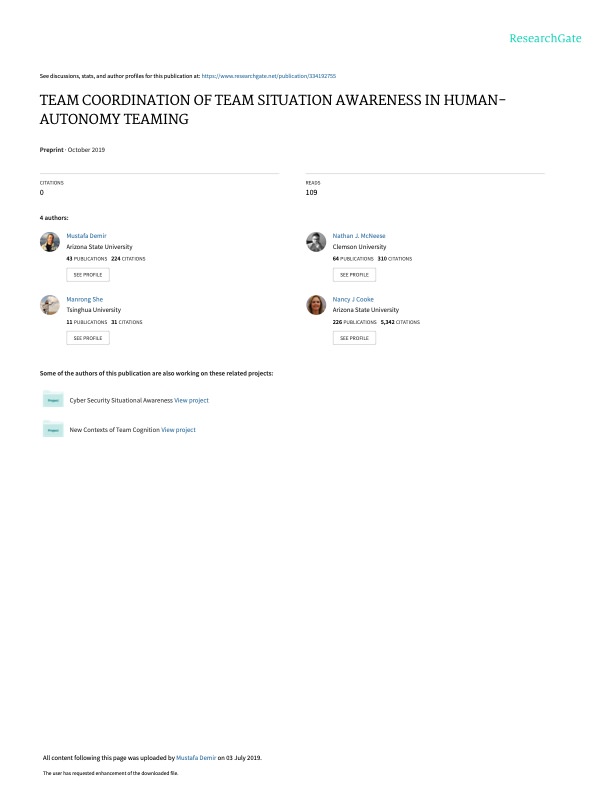 ResearchGate
See discussions, stats, and author profiles for this publication at: https://www.researchgate.net/publication/334192755
TEAM COORDINATION OF TEAM SITUATION AWARENESS IN HUMAN-
AUTONOMY TEAMING
Preprint · October 2019
CITATIONS
0
READS
109
4 authors:
Mustafa Demir
Arizona State University
43 PUBLICATIONS 224 CITATIONS
SEE PROFILE
Nathan J. McNeese
Clemson University
64 PUBLICATIONS 310 CITATIONS
SEE PROFILE
Manrong She
Tsinghua University
11 PUBLICATIONS 31 CITATIONS
SEE PROFILE
Nancy J Cooke
Arizona State University
226 PUBLICATIONS 5,342 CITATIONS
SEE PROFILE
Some of the authors of this publication are also working on these related projects:
Project
Cyber Security Situational Awareness View project
Project
New Contexts of Team Cognition View project
All content following this page was uploaded by Mustafa Demir on 03 July 2019.
The user has requested enhancement of the downloaded file.